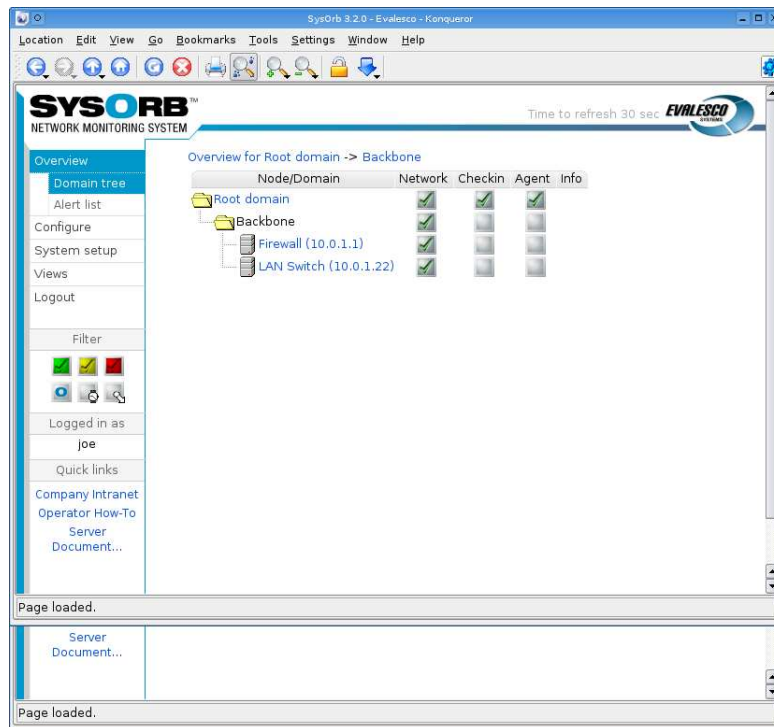 SysOrb 3.2.0 - Evalesco - Konqueror
Location Edit View Go Bookmarks Tools Settings Window Help
SYSORB™
NETWORK MONITORING SYSTEM
Time to refresh 30 sec
EVALESCO
SYSTEMS
Overview
Domain tree
Alert list
Configure
System setup
Views
Logout
Filter
Logged in as
joe
Quick links
Company Intranet
Operator How-To
Server
Document...
Overview for Root domain -> Backbone
Node/Domain Network Checkin Agent Info
Root domain
Backbone
Firewall (10.0.1.1)
LAN Switch (10.0.1.22)
Page loaded.
Server
Document...
Page loaded.